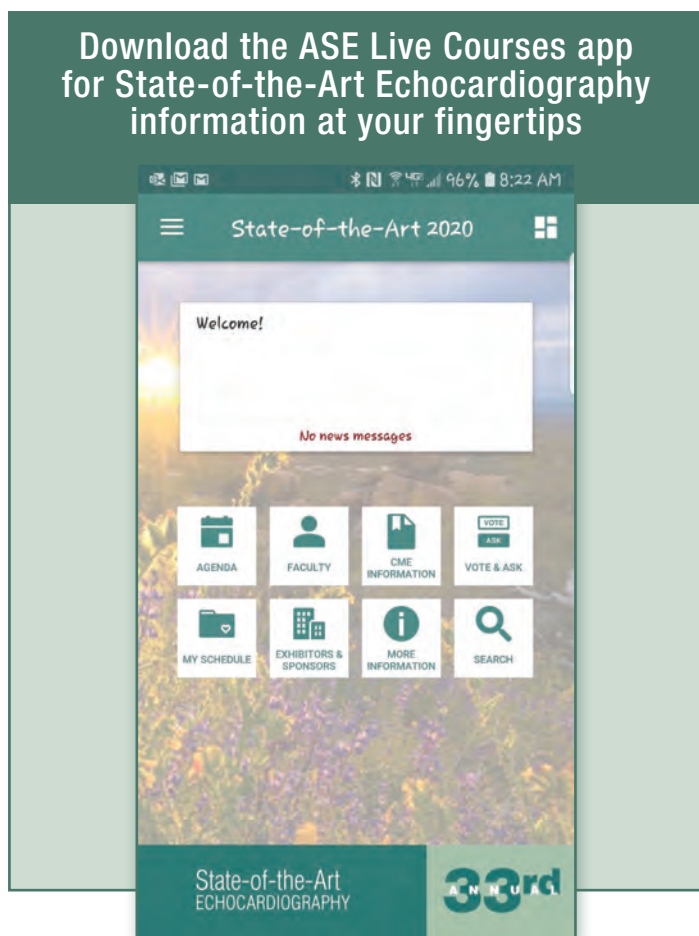 Download the ASE Live Courses app
for State-of-the-Art Echocardiography
information at your fingertips
96% 8:22 AM
State-of-the-Art 2020
Welcome!
No news messages
VOTE
ASK
AGENDA
FACULTY
CME
INFORMATION
VOTE & ASK
MY SCHEDULE
EXHIBITORS &
SPONSORS
MORE
INFORMATION
SEARCH
State-of-the-Art
ECHOCARDIOGRAPHY
33rd
ANNUAL